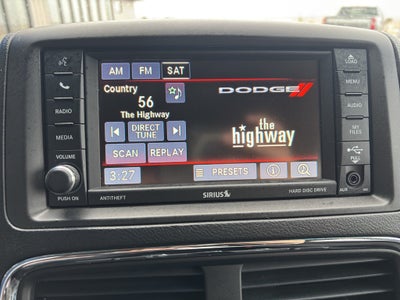 LOAD
AM FM SAT
MENU
Country
56
The Highway
DODGE
RADIO
AUDIO
DIRECT
TUNE
the
highway
MEDIA
MY
FILES
SCAN REPLAY
VOLUME
PULL
PRESETS
3:27
PUSH ON
ANTITHEFT
SIRIUS
HARD DISC DRIVE
AUX